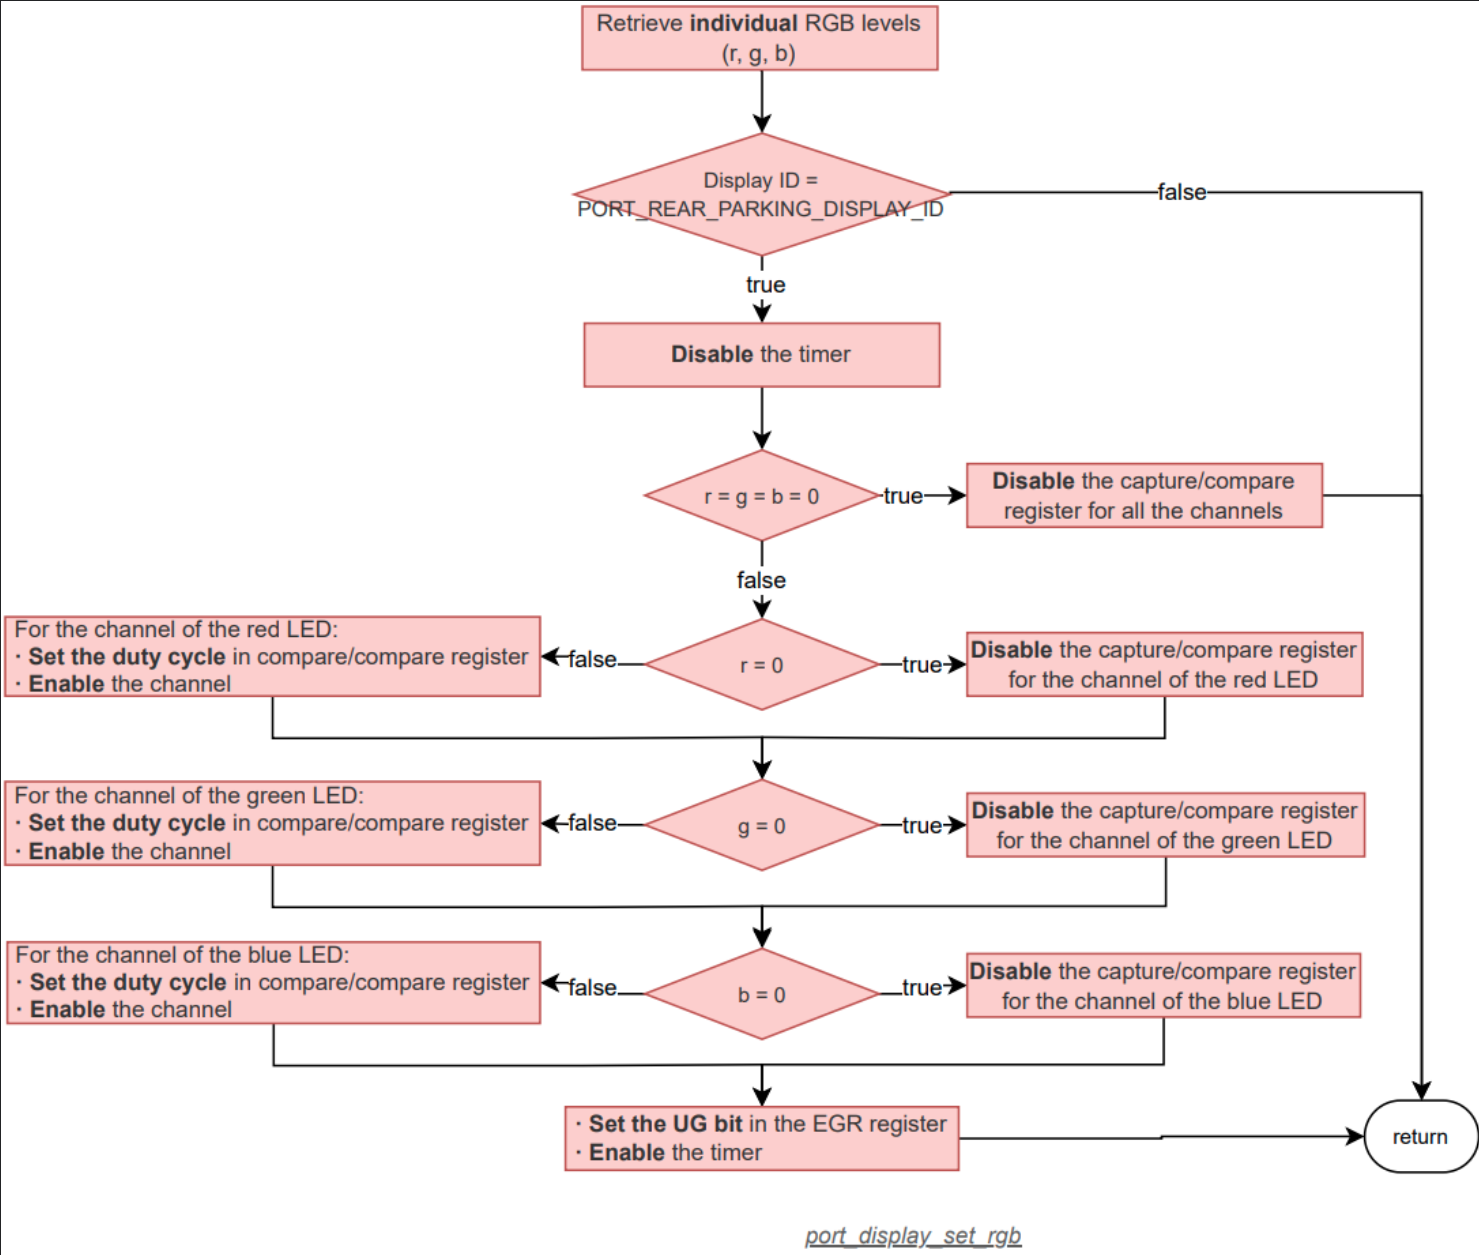 Retrieve individual RGB levels
(r, g, b)
Display ID =
PORT_REAR_PARKING_DISPLAY_ID
false
true
Disable the timer
r = g = b = 0
true
Disable the capture/compare
register for all the channels
false
For the channel of the red LED:
· Set the duty cycle in compare/compare register
· Enable the channel
false
r = 0
true
Disable the capture/compare register
for the channel of the red LED
For the channel of the green LED:
· Set the duty cycle in compare/compare register
· Enable the channel
false
g = 0
true
Disable the capture/compare register
for the channel of the green LED
For the channel of the blue LED:
· Set the duty cycle in compare/compare register
· Enable the channel
false
b = 0
true
Disable the capture/compare register
for the channel of the blue LED
· Set the UG bit in the EGR register
· Enable the timer
return
port_display_set_rgb